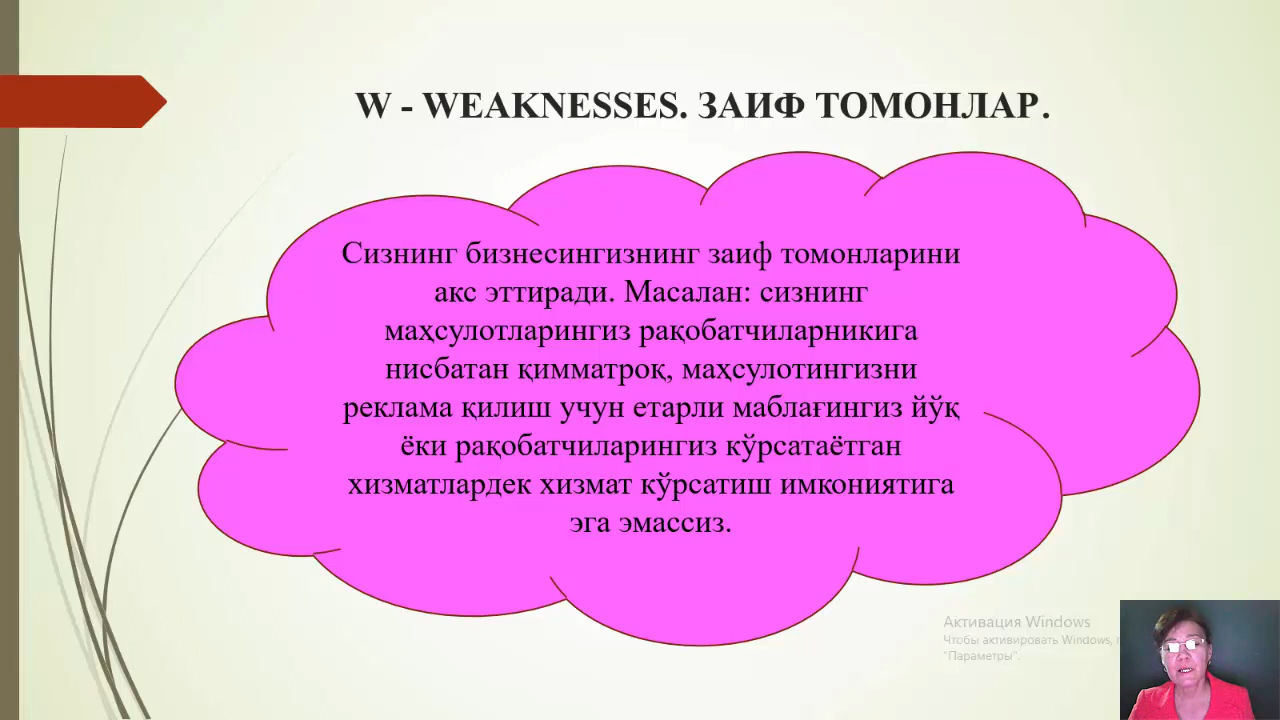 W - WEAKNESSES. ЗАИФ ТОМОНЛАР.
Сизнинг бизнесингизнинг заиф томонларини
акс эттиради. Масалан: сизнинг
маҳсулотларингиз рақобатчиларникига
нисбатан қимматроқ, маҳсулотингизни
реклама қилиш учун етарли маблағингиз йўқ
ёки рақобатчиларингиз кўрсатаётган
хизматлардек хизмат кўрсатиш имкониятига
эга эмассиз.
Активация Windows
Чтобы активировать Windows,
"Параметры".